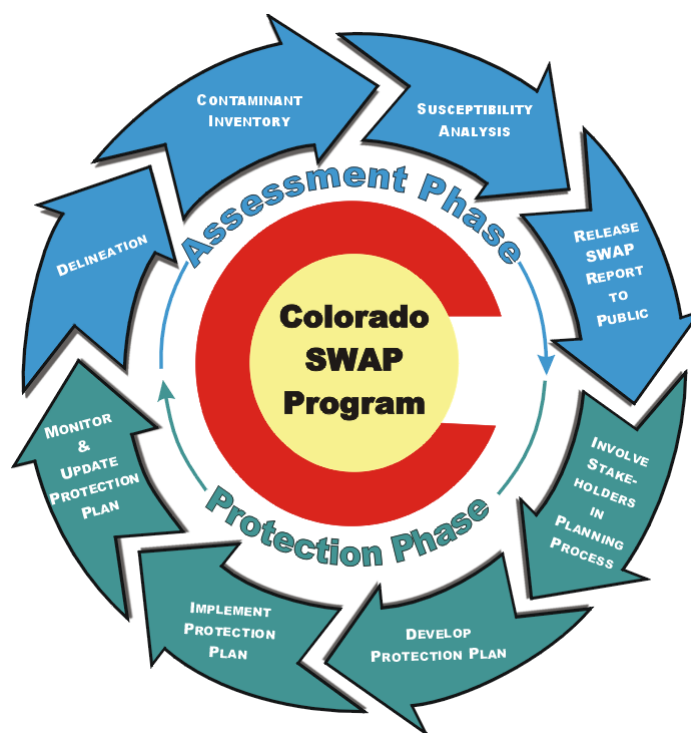 Contaminant
Inventory
Susceptibility
Analysis
Release
SWAP
Report
to
Public
Involve
Stake-
holders
in
Planning
Process
Develop
Protection Plan
Implement
Protection
Plan
Monitor
&
Update
Protection
Plan
Delineation
Assessment Phase
Colorado
SWAP
Program
Protection Phase